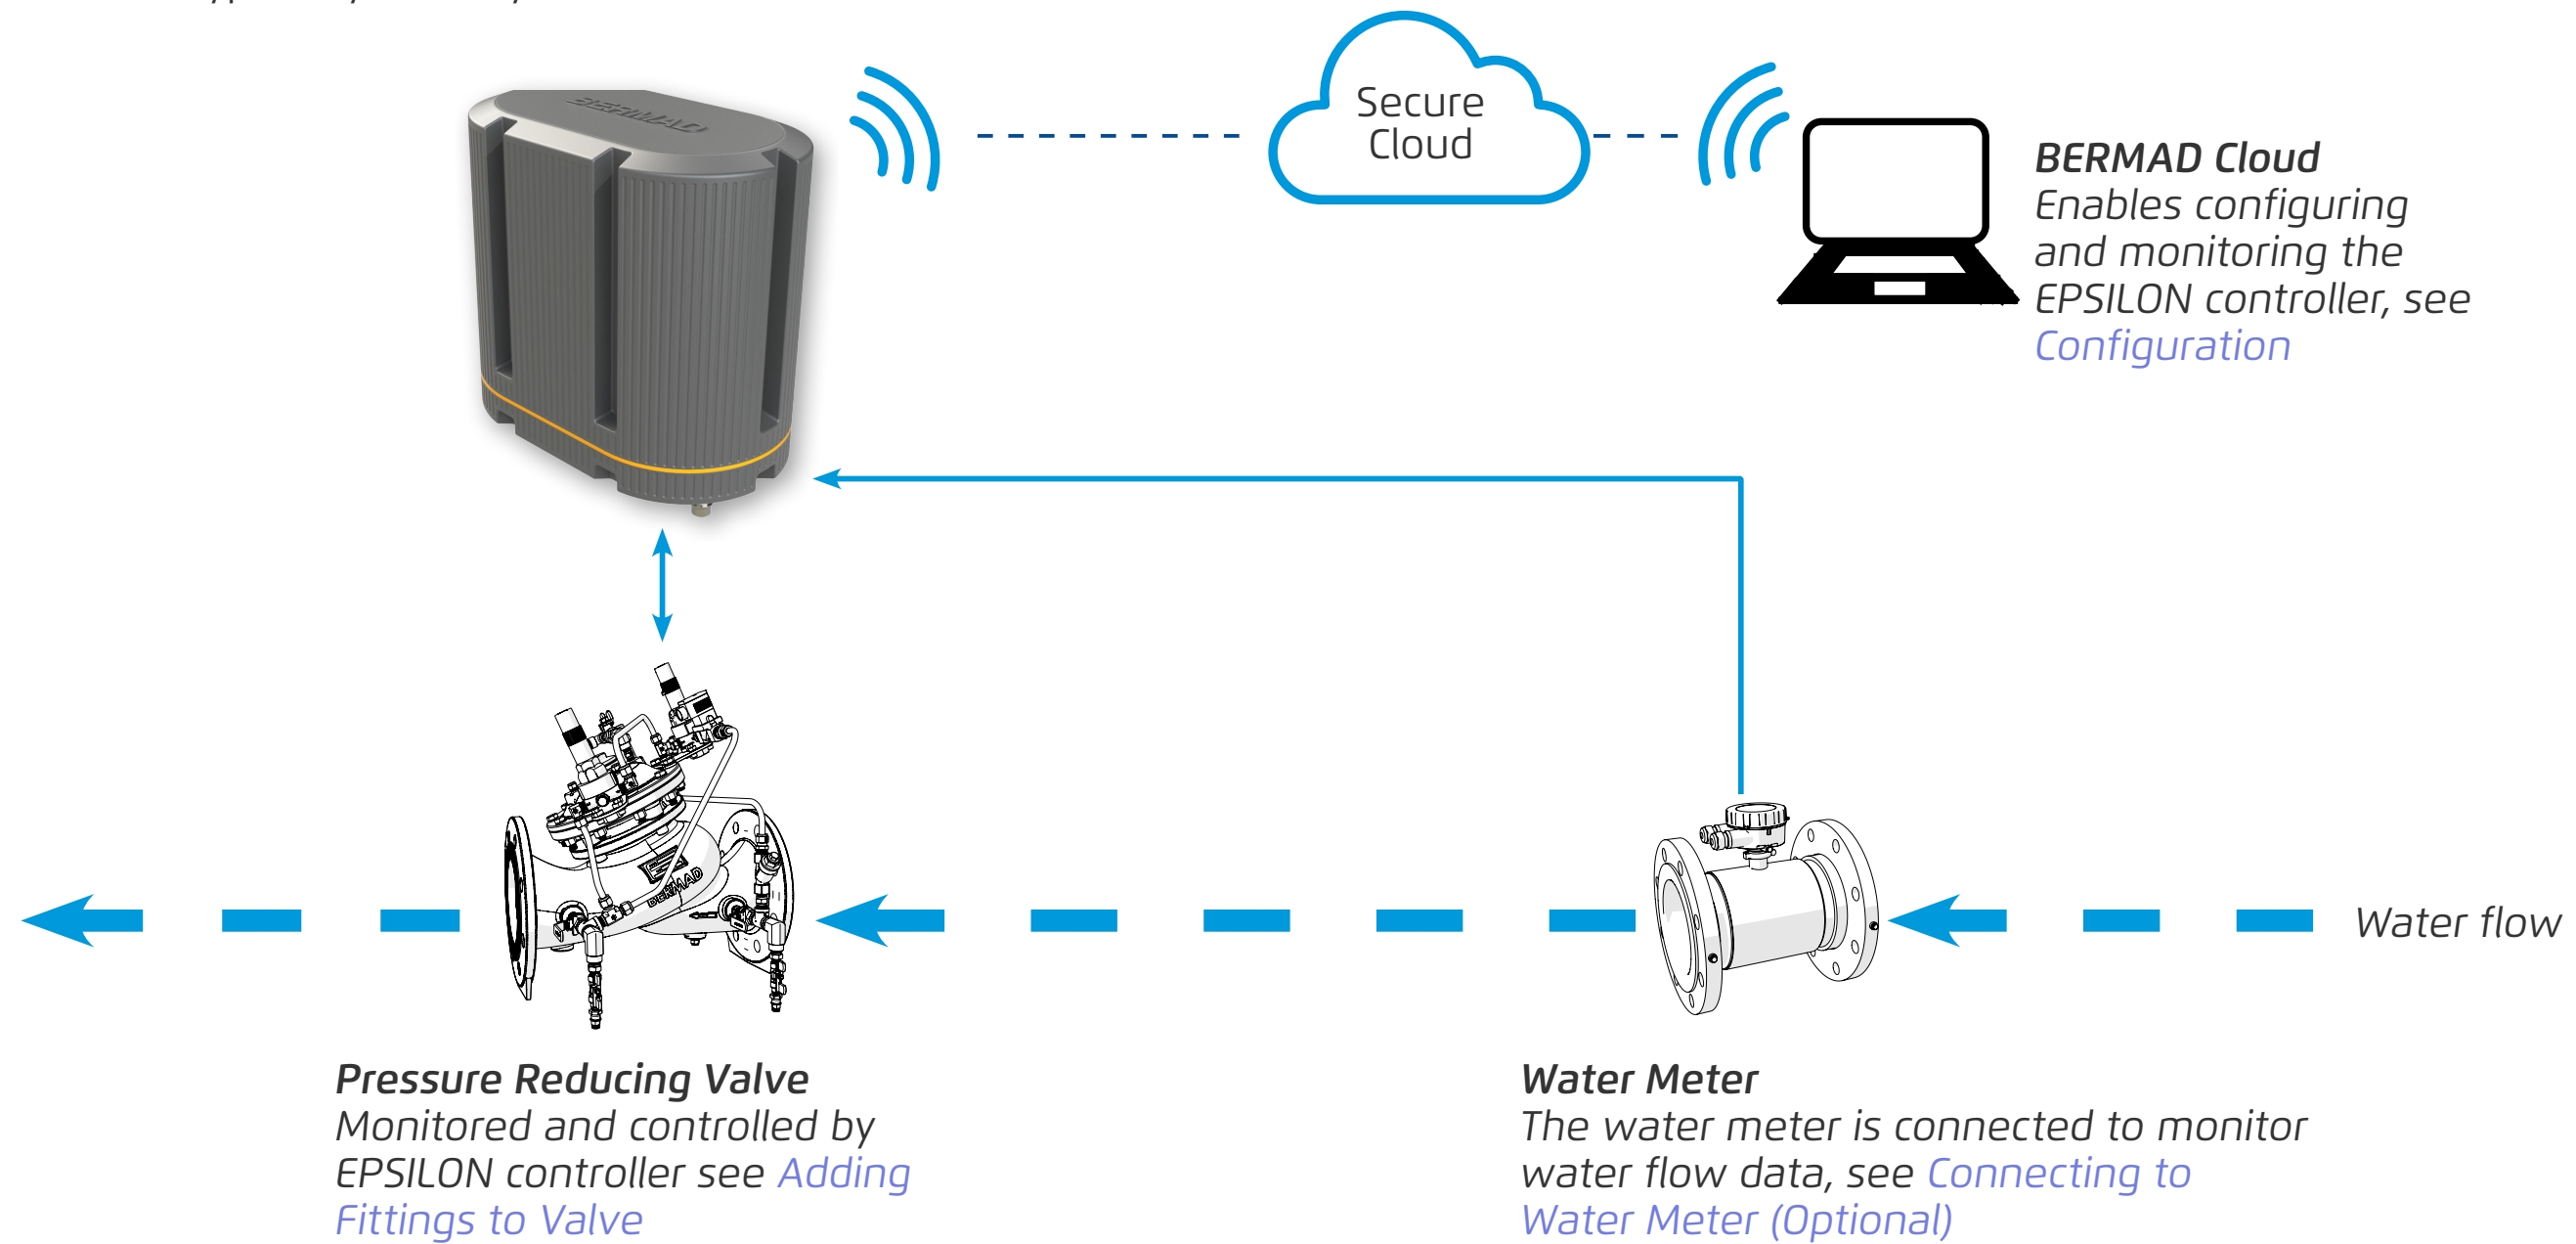 BERMAD
Secure
Cloud
BERMAD Cloud
Enables configuring
and monitoring the
EPSILON controller, see
Configuration
BERMAD
Water flow
Pressure Reducing Valve
Monitored and controlled by
EPSILON controller see Adding
Fittings to Valve
Water Meter
The water meter is connected to monitor
water flow data, see Connecting to
Water Meter (Optional)